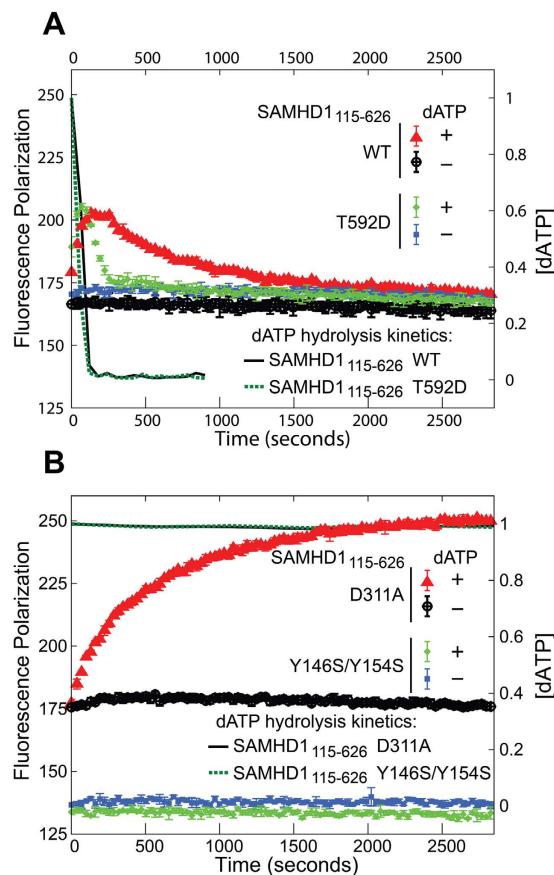 A
0 500 1000 1500 2000 2500
250
225
200
175
150
125
Fluorescence Polarization
1
0.8
0.6
0.4
0.2
0
[dATP]
SAMHD1115-626 dATP
WT
+
−
T592D
+
−
dATP hydrolysis kinetics:
SAMHD1115-626 WT
SAMHD1115-626 T592D
0 500 1000 1500 2000 2500
Time (seconds)
B
250
225
200
175
150
125
Fluorescence Polarization
1
0.8
0.6
0.4
0.2
0
[dATP]
SAMHD1115-626 dATP
D311A
+
−
Y146S/Y154S
+
−
dATP hydrolysis kinetics:
SAMHD1115-626 D311A
SAMHD1115-626 Y146S/Y154S
0 500 1000 1500 2000 2500
Time (seconds)